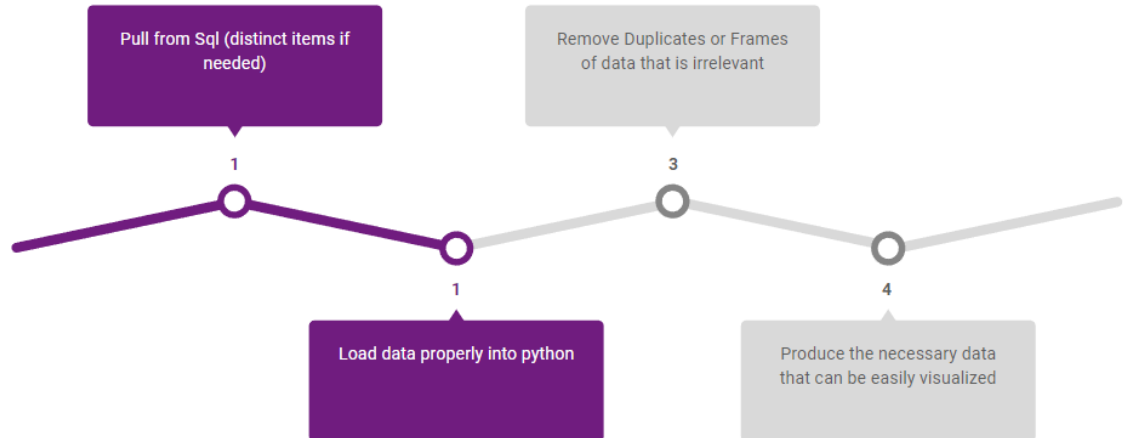 Pull from Sql (distinct items if
needed)
1
1
Load data properly into python
Remove Duplicates or Frames
of data that is irrelevant
3
4
Produce the necessary data
that can be easily visualized